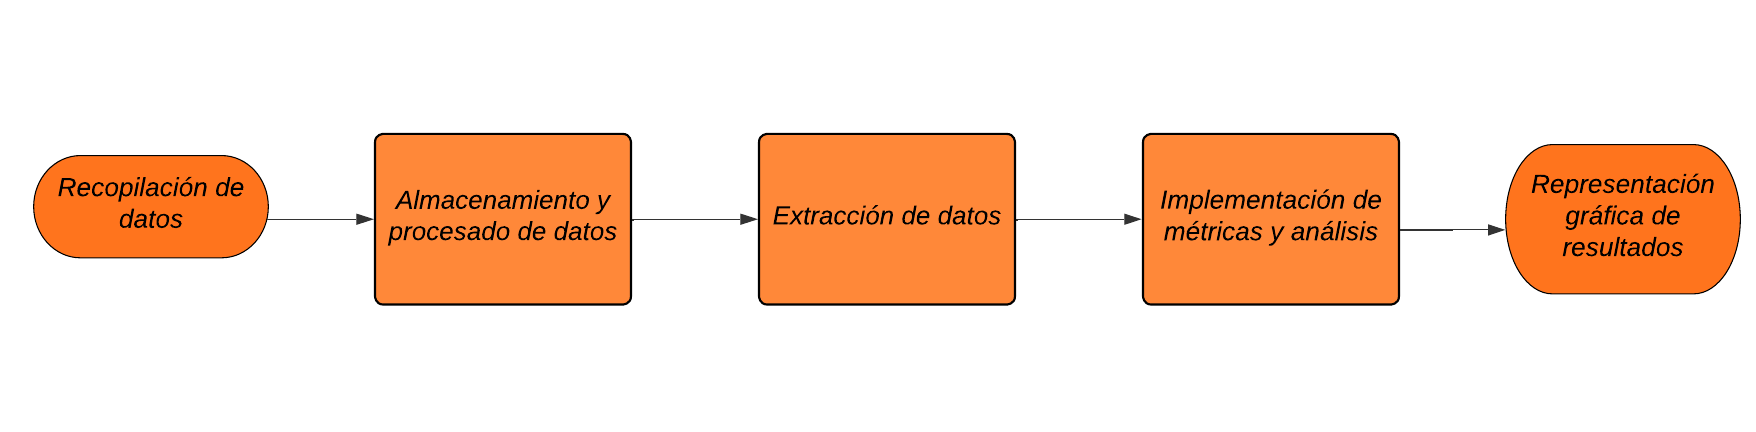 Recopilación de
datos
Almacenamiento y
procesado de datos
Extracción de datos
Implementación de
métricas y análisis
Representación
gráfica de
resultados